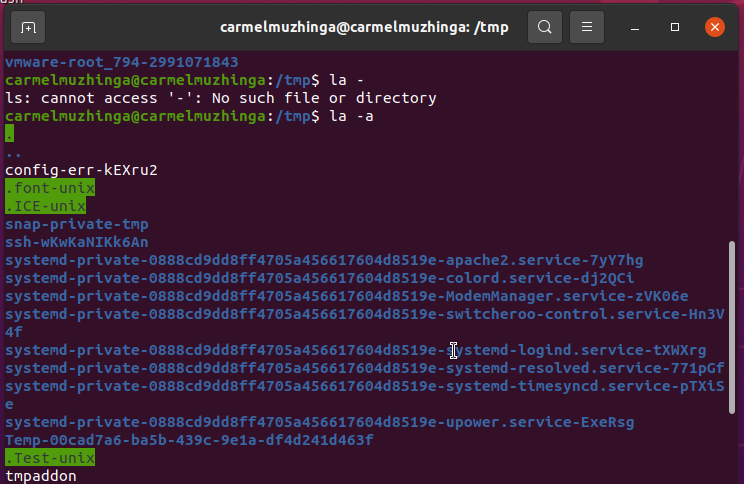 carmelmuzhinga@carmelmuzhinga: /tmp
vmware-root_794-2991071843
carmelmuzhinga@carmelmuzhinga:/tmp$ la -
ls: cannot access '-': No such file or directory
carmelmuzhinga@carmelmuzhinga:/tmp$ la -a
.
..
config-err-kEXru2
.font-unix
.ICE-unix
snap-private-tmp
ssh-wKwKaNIKk6An
systemd-private-0888cd9dd8ff4705a456617604d8519e-apache2.service-7yY7hg
systemd-private-0888cd9dd8ff4705a456617604d8519e-colord.service-dj2QCi
systemd-private-0888cd9dd8ff4705a456617604d8519e-ModemManager.service-zVK06e
systemd-private-0888cd9dd8ff4705a456617604d8519e-switcheroo-control.service-Hn3V
4f
systemd-private-0888cd9dd8ff4705a456617604d8519e-systemd-logind.service-tXWXrg
systemd-private-0888cd9dd8ff4705a456617604d8519e-systemd-resolved.service-771pGf
systemd-private-0888cd9dd8ff4705a456617604d8519e-systemd-timesyncd.service-pTXiS
e
systemd-private-0888cd9dd8ff4705a456617604d8519e-upower.service-ExeRsg
Temp-00cad7a6-ba5b-439c-9e1a-df4d241d463f
.Test-unix
tmpaddon